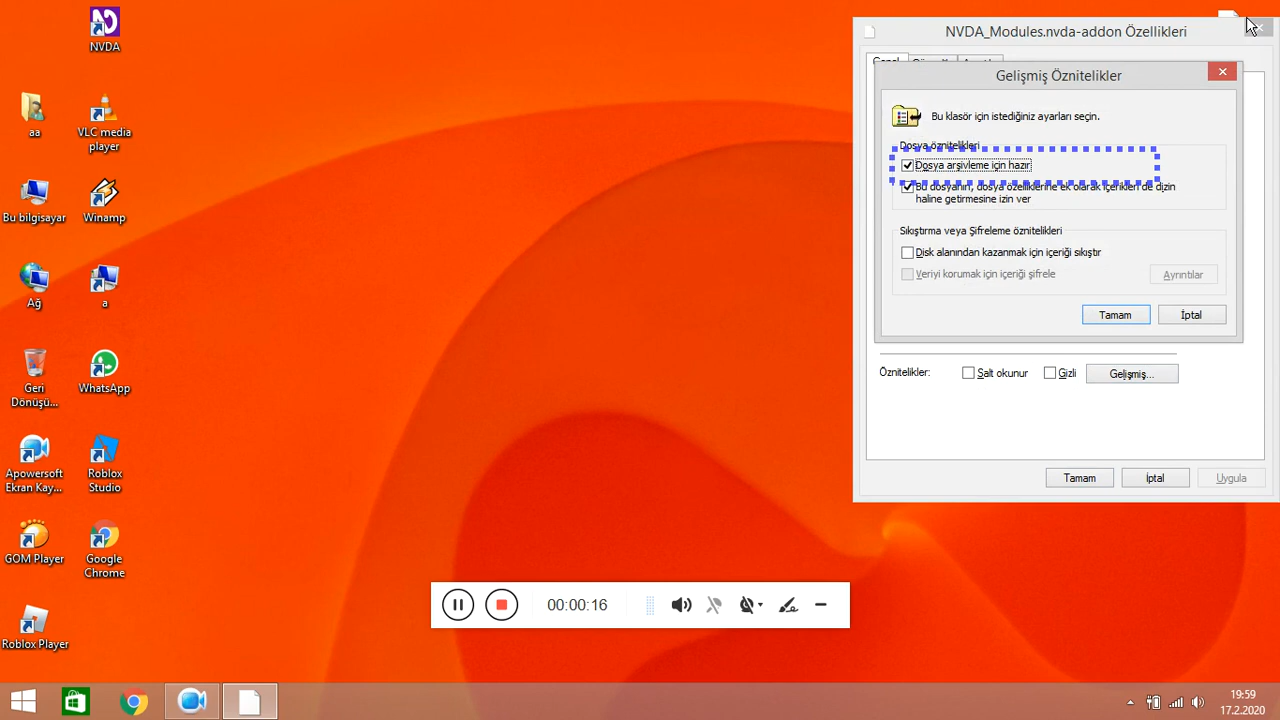 NVDA
aa
VLC media
player
Bu bilgisayar
Winamp
Ağ
a
Geri
Dönüşü...
WhatsApp
Apowersoft
Ekran Kay...
Roblox
Studio
GOM Player
Google
Chrome
Roblox Player
NVDA_Modules.nvda-addon Özellikleri
Genel
Gelişmiş Öznitelikler
Bu klasör için istediğiniz ayarları seçin.
Dosya öznitelikleri
Dosya arşivleme için hazır
Bu dosyanın, dosya özelliklerine ek olarak içerikleri de dizin
haline getirmesine izin ver
Sıkıştırma veya Şifreleme öznitelikleri
Disk alanından kazanmak için içeriği sıkıştır
Veriyi korumak için içeriği şifrele
Ayrıntılar
Tamam
İptal
Öznitelikler:
Salt okunur
Gizli
Gelişmiş...
Tamam
İptal
Uygula
00:00:16
19:59
17.2.2020